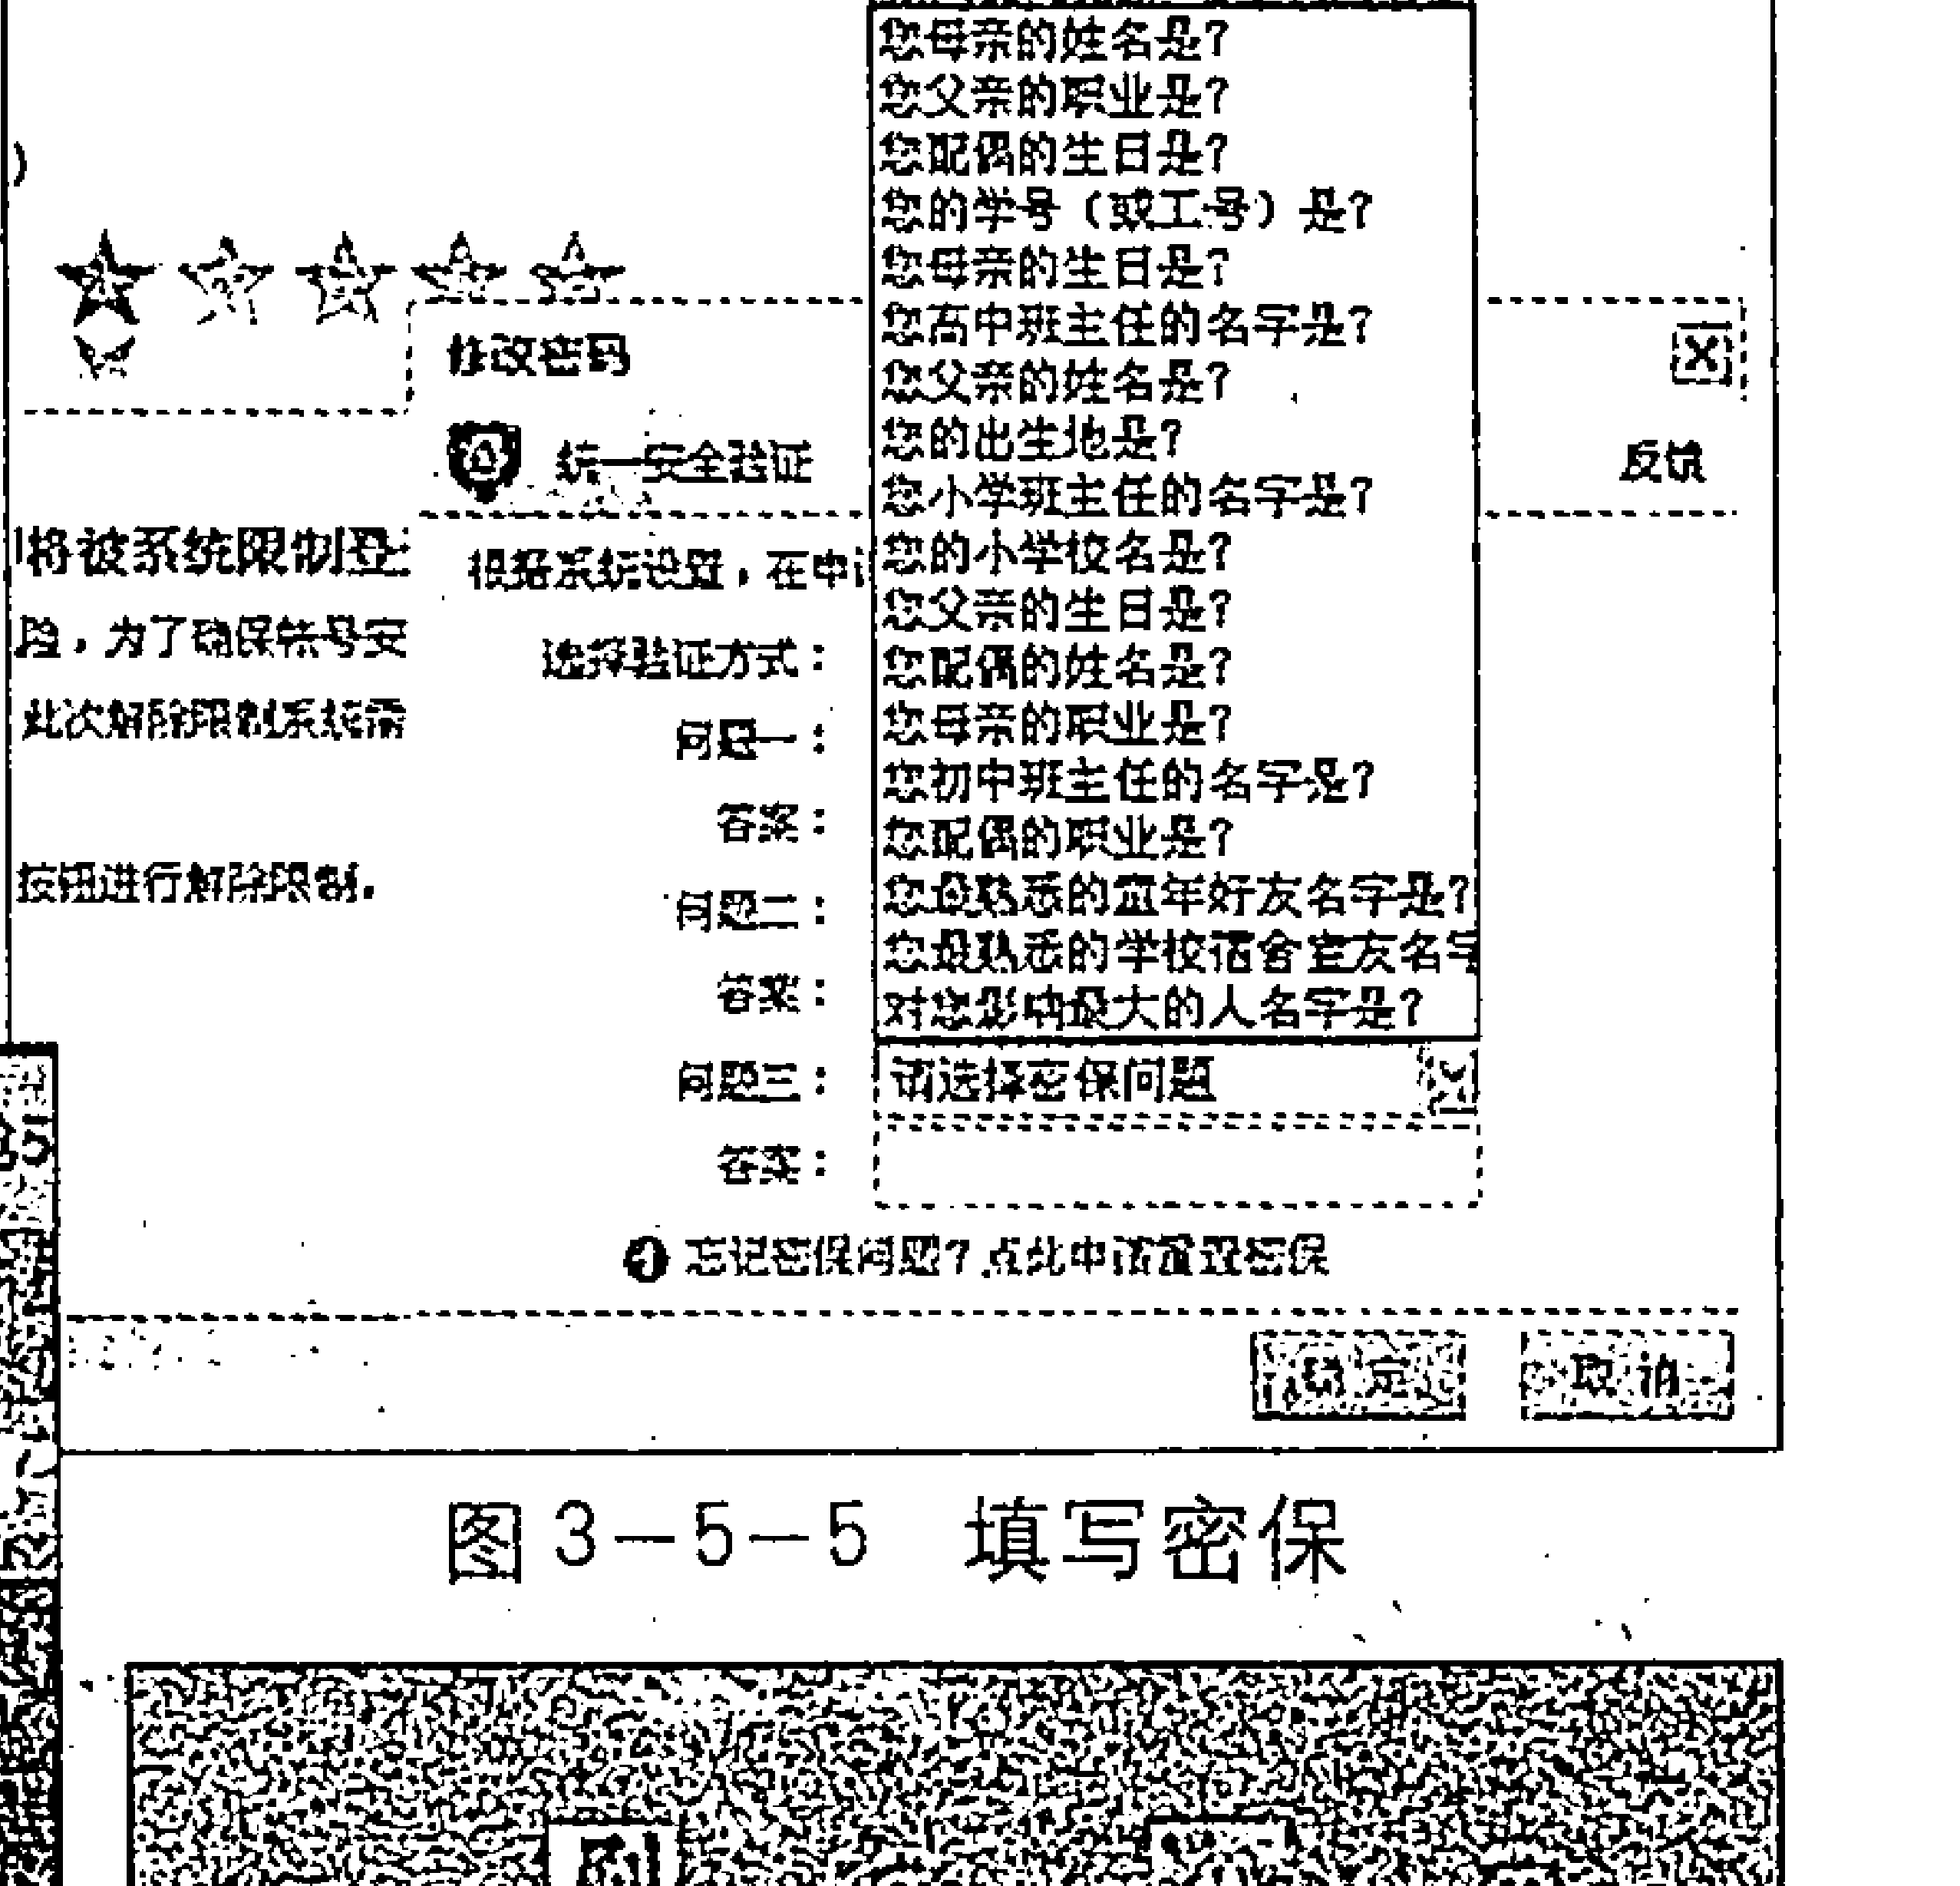 您母亲的姓名是?
您父亲的职业是?
您配偶的生日是?
您的学号（或工号）是?
您母亲的生日是?
您高中班主任的名字是?
您父亲的姓名是?
您的出生地是?
您小学班主任的名字是?
您的小学校名是?
您父亲的生日是?
您配偶的姓名是?
您母亲的职业是?
您初中班主任的名字是?
您配偶的职业是?
您最熟悉的童年好友名字是?
您最熟悉的学校宿舍室友名字
对您影响最大的人名字是?
）
修改密码
统一安全验证
反馈
将被系统限制登
根据系统设置，在申
险，为了确保帐号安
选择验证方式：
此次解除限制系统需
问题一：
答案：
按钮进行解除限制。
问题二：
答案：
问题三：
请选择密保问题
答案：
忘记密保问题？点此申请重置密保
确定
取消
图3－5－5 填写密保